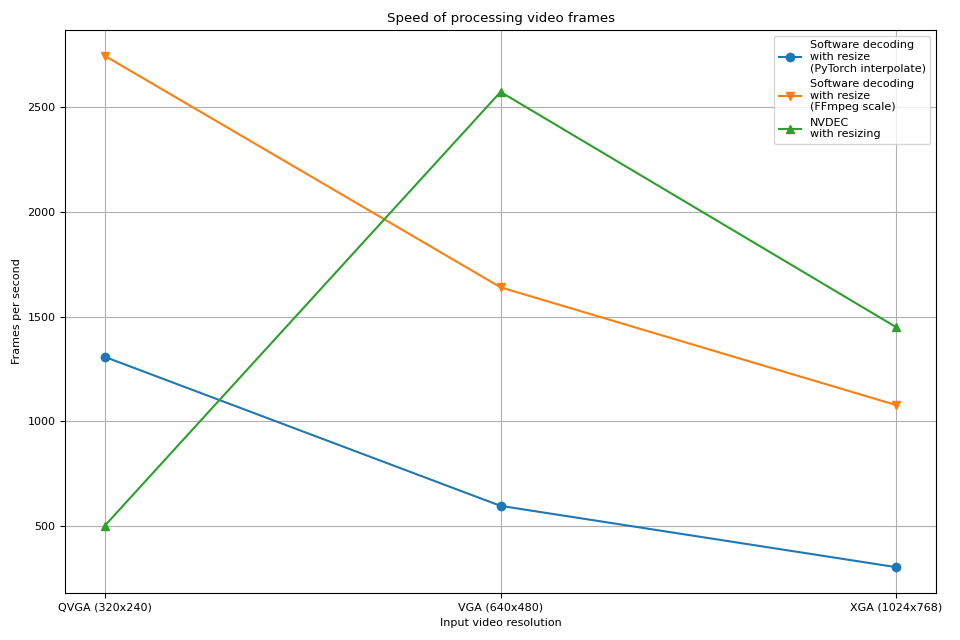 Speed of processing video frames
Software decoding
with resize
(PyTorch interpolate)
Software decoding
with resize
(FFmpeg scale)
NVDEC
with resizing
Frames per second
2500
2000
1500
1000
500
QVGA (320x240)
VGA (640x480)
XGA (1024x768)
Input video resolution